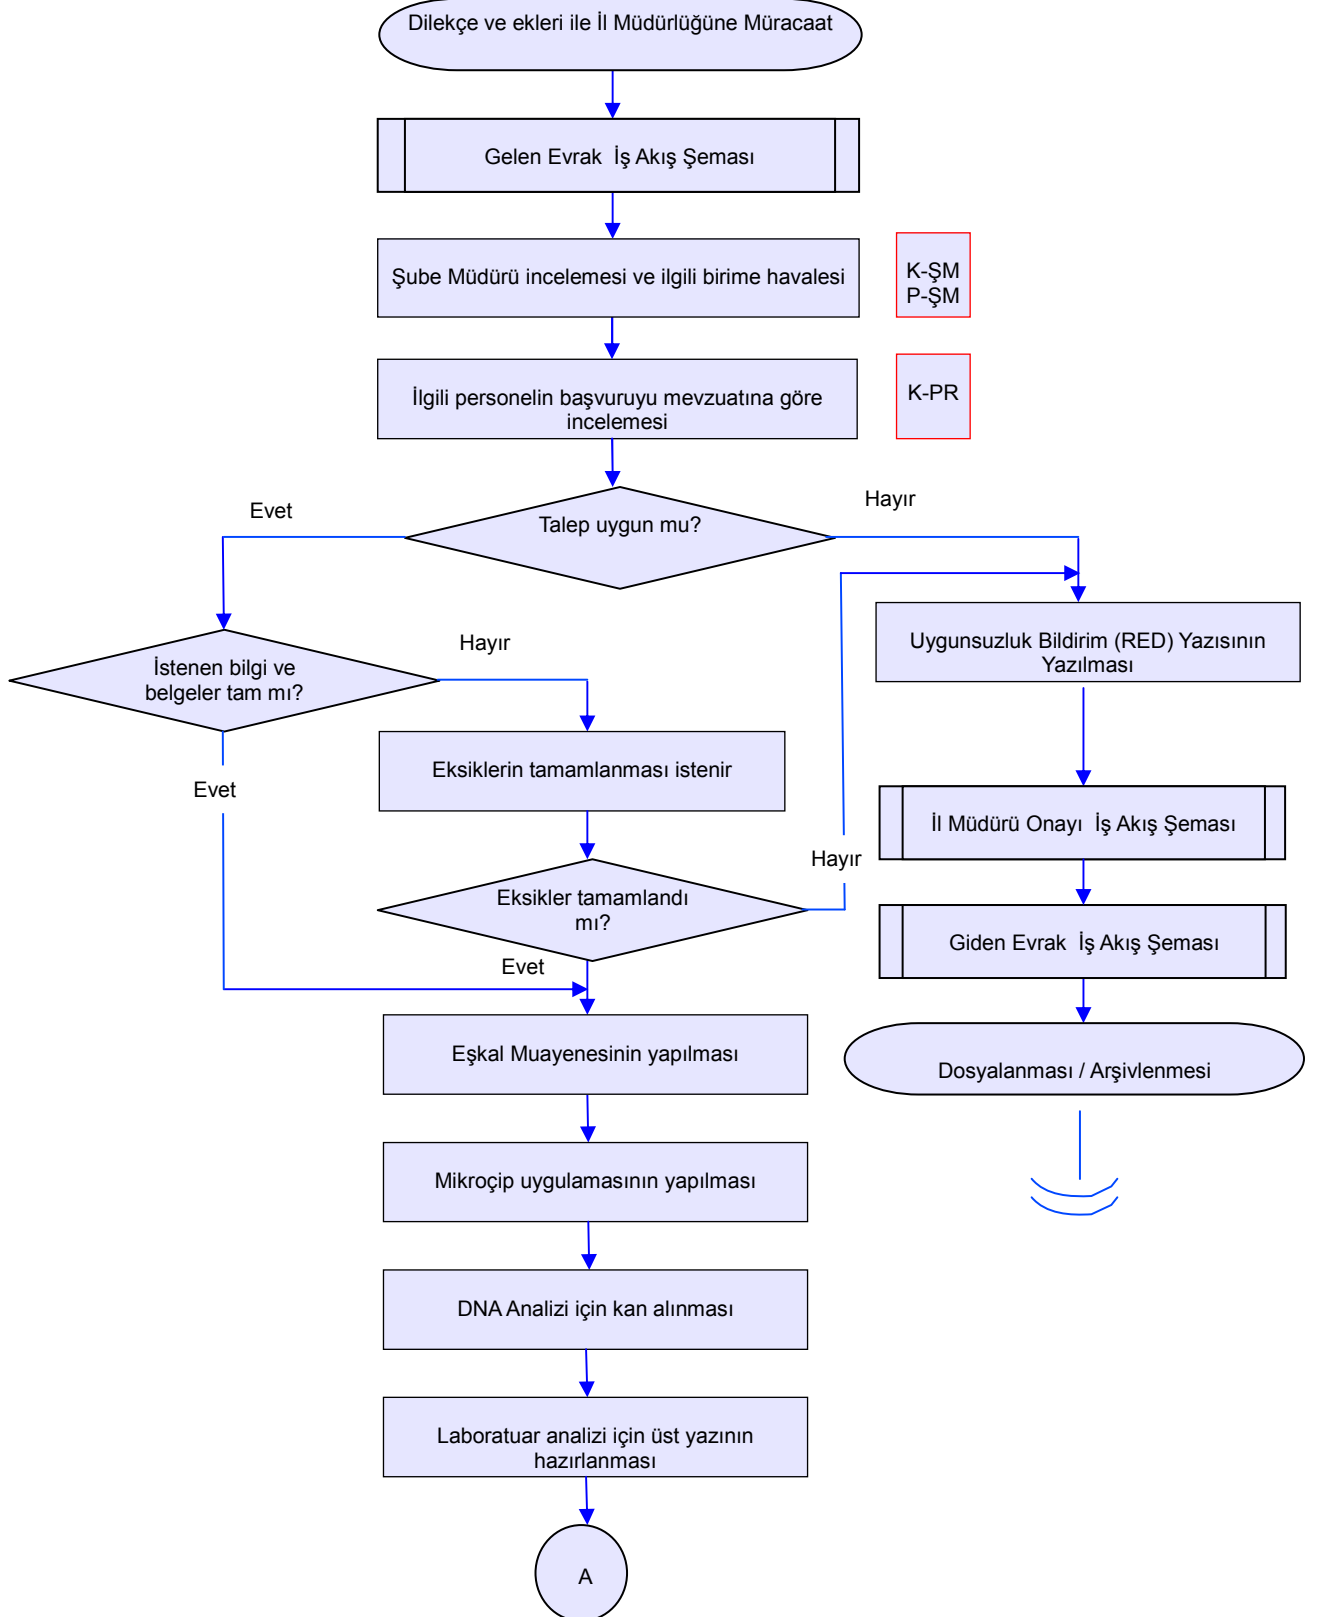 Dilekçe ve ekleri ile İl Müdürlüğüne Müracaat
Gelen Evrak İş Akış Şeması
Şube Müdürü incelemesi ve ilgili birime havalesi
K-ŞM
P-ŞM
İlgili personelin başvuruyu mevzuatına göre
incelemesi
K-PR
Talep uygun mu?
Evet
Hayır
İstenen bilgi ve
belgeler tam mı?
Hayır
Uygunsuzluk Bildirim (RED) Yazısının
Yazılması
Eksiklerin tamamlanması istenir
Evet
İl Müdürü Onayı İş Akış Şeması
Hayır
Eksikler tamamlandı
mı?
Evet
Giden Evrak İş Akış Şeması
Eşkal Muayenesinin yapılması
Dosyalanması / Arşivlenmesi
Mikroçip uygulamasının yapılması
DNA Analizi için kan alınması
Laboratuar analizi için üst yazının
hazırlanması
A